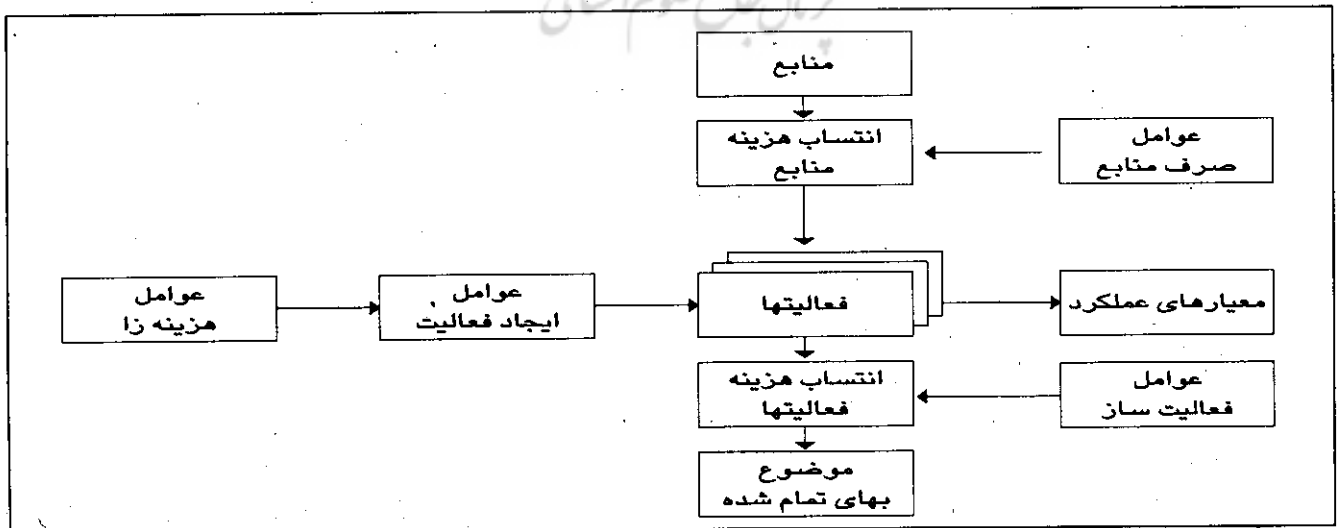 منابع
انتساب هزینه
منابع
عوامل
صرف منابع
عوامل
هزینه زا
عوامل
ایجاد فعالیت
فعالیتها
معیارهای عملکرد
انتساب هزینه
فعالیتها
عوامل
فعالیت ساز
موضوع
بهای تمام شده